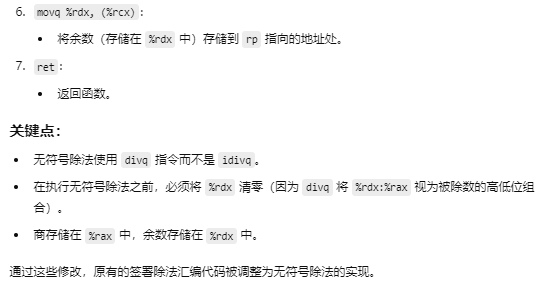 6. movq %rdx, (%rcx)：
• 将余数（存储在 %rdx 中）存储到 rp 指向的地址处。
7. ret：
• 返回函数。
关键点：
• 无符号除法使用 divq 指令而不是 idivq。
• 在执行无符号除法之前，必须将 %rdx 清零（因为 divq 将 %rdx:%rax 视为被除数的高低位组
合）。
• 商存储在 %rax 中，余数存储在 %rdx 中。
通过这些修改，原有的签署除法汇编代码被调整为无符号除法的实现。